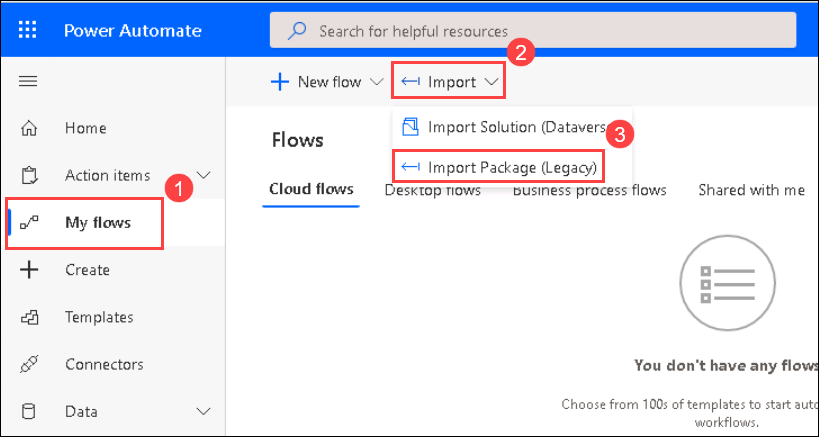 Power Automate
Search for helpful resources
2
New flow
Import
Home
Import Solution (Datavers
3
Flows
Action items
Import Package (Legacy)
1
Cloud flows
Desktop flows
Business process flows
Shared with me
My flows
Create
Templates
Connectors
You don't have any flows
Data
Choose from 100s of templates to start auto
workflows.